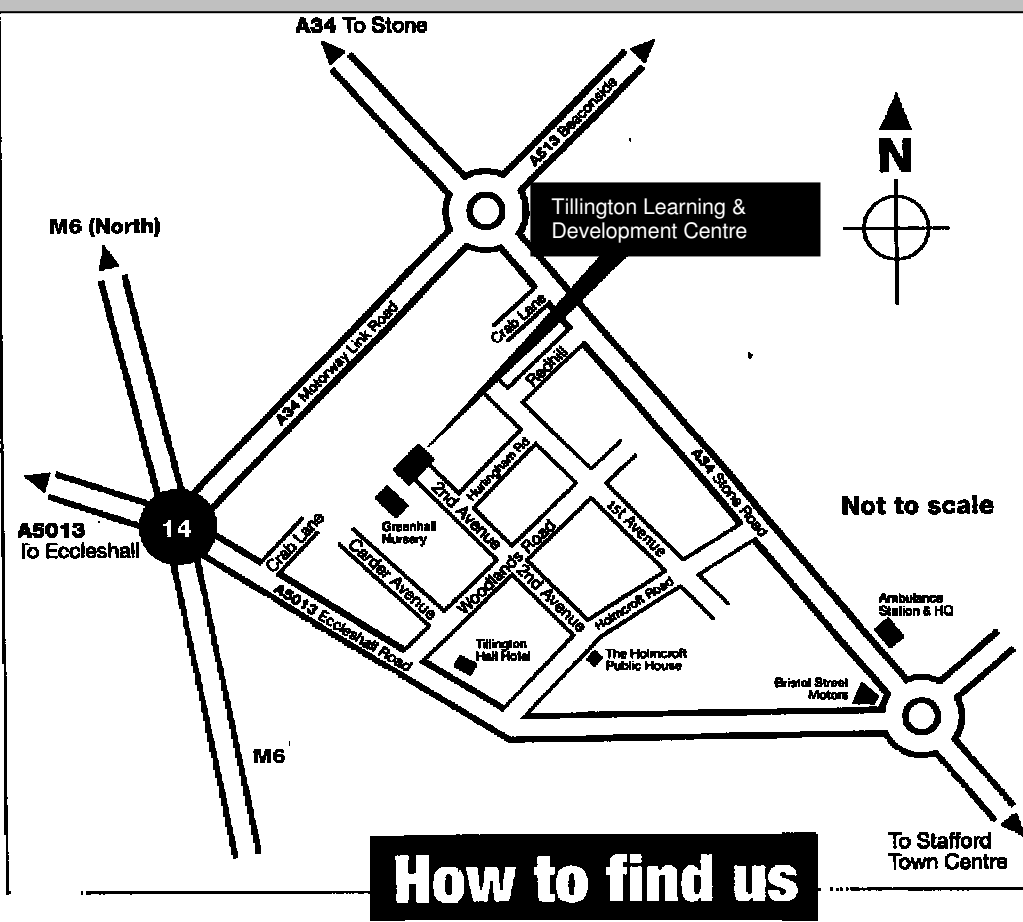 A34 To Stone
A513 Beaconside
M6 (North)
N
Tillington Learning &
Development Centre
Crab Lane
A34 Motorway Link Road
Redhill
Hurlingham Rd
A34 Stone Road
2nd Avenue
Not to scale
14
A5013
To Eccleshall
Greenhall
Nursery
1st Avenue
Crab Lane
Carder Avenue
Woodlands Road
2nd Avenue
Holmcroft Road
A5013 Eccleshall Road
Ambulance
Station & HQ
Tillington
Hall Hotel
The Holmcroft
Public House
Bristol Street
Motors
M6
To Stafford
Town Centre
How to find us